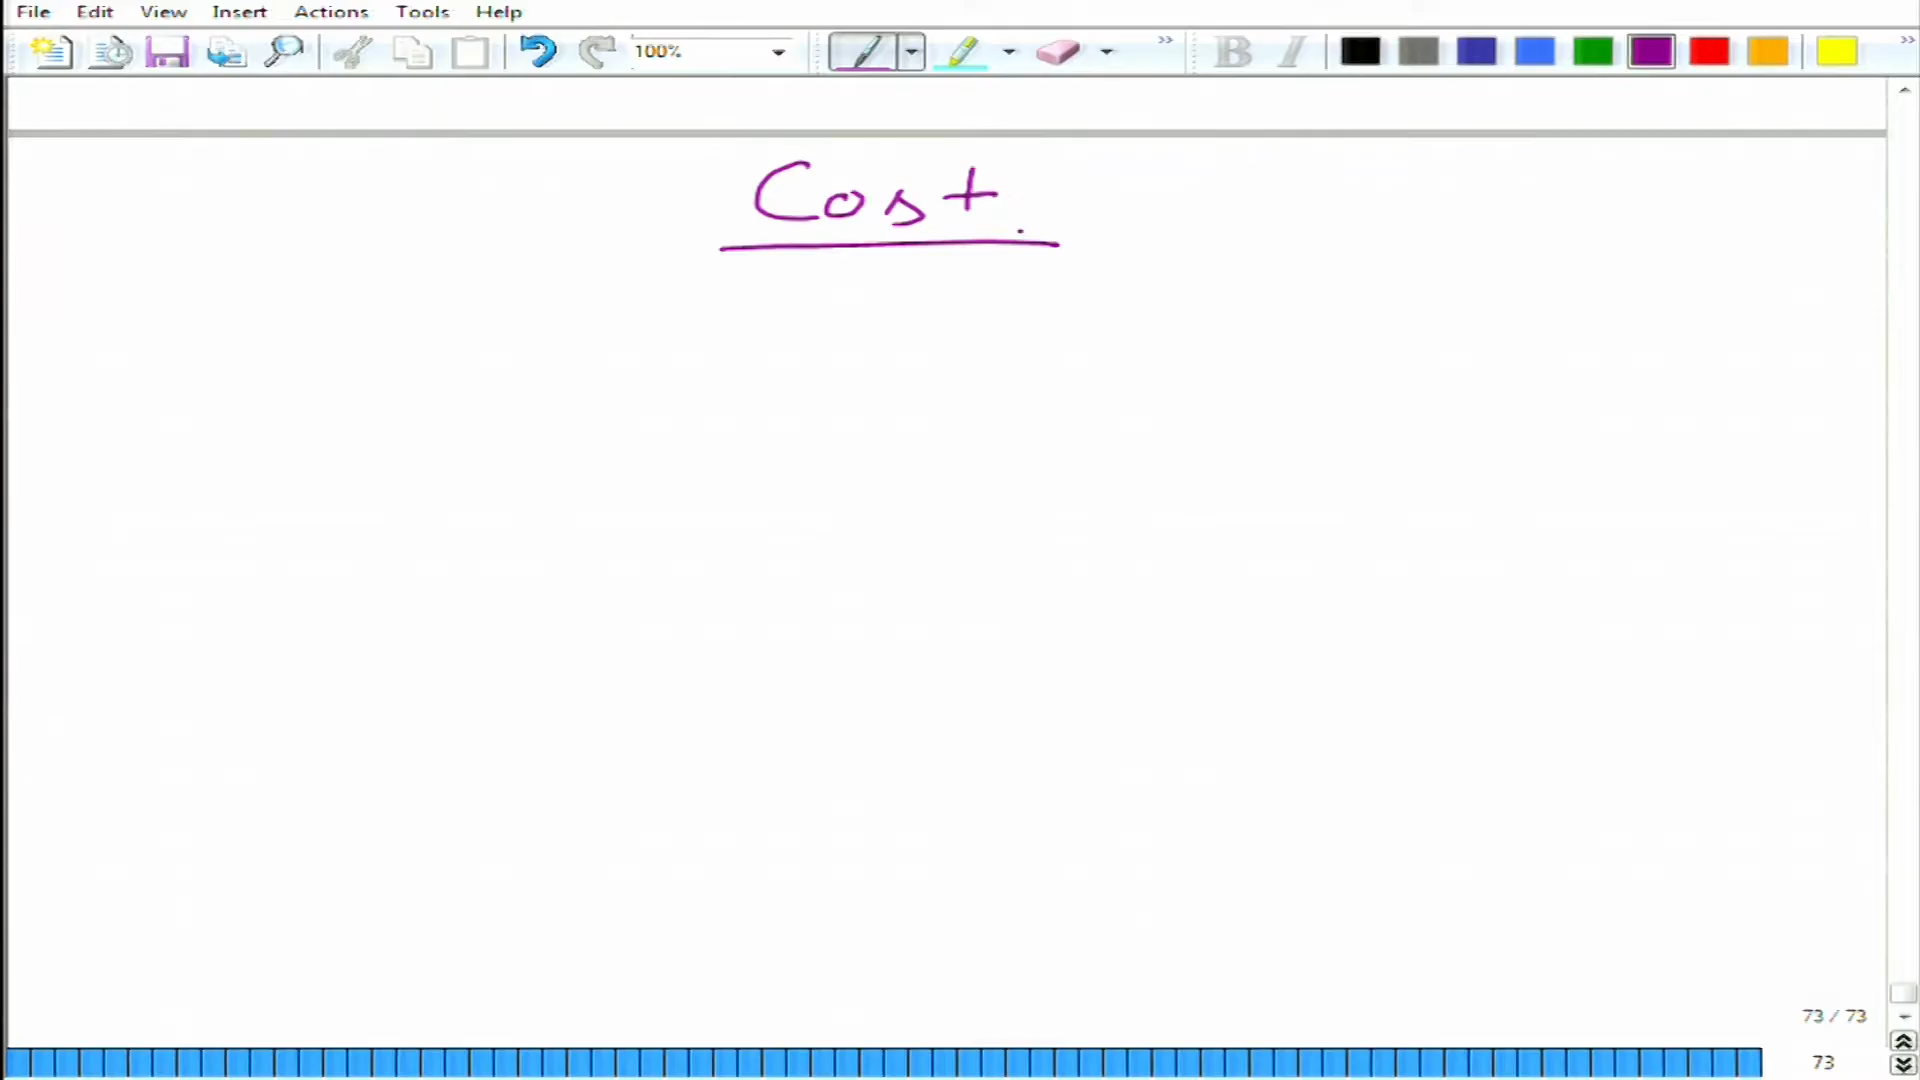 File Edit View Insert Actions Tools Help
100%
B I
Cost
73 / 73
73